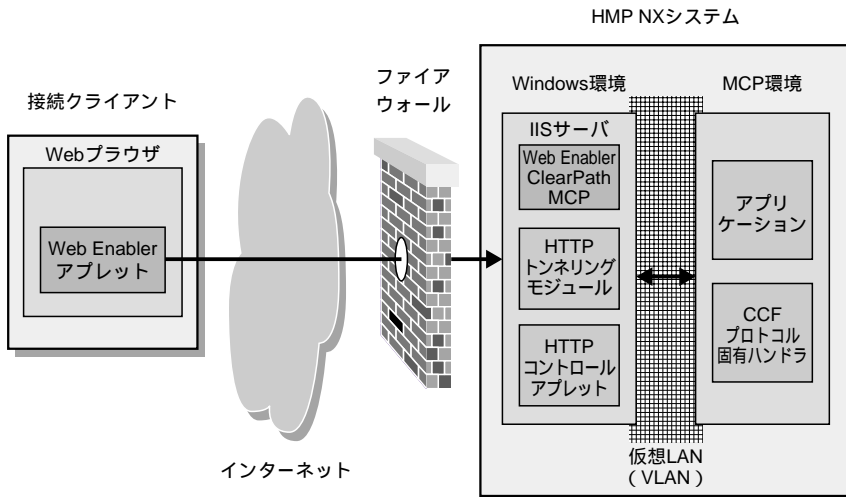 HMP NXシステム
接続クライアント
Webブラウザ
Web Enabler
アプレット
インターネット
ファイア
ウォール
Windows環境
IISサーバ
Web Enabler
ClearPath
MCP
HTTP
トンネリング
モジュール
HTTP
コントロール
アプレット
MCP環境
アプリ
ケーション
CCF
プロトコル
固有ハンドラ
仮想LAN
(VLAN)